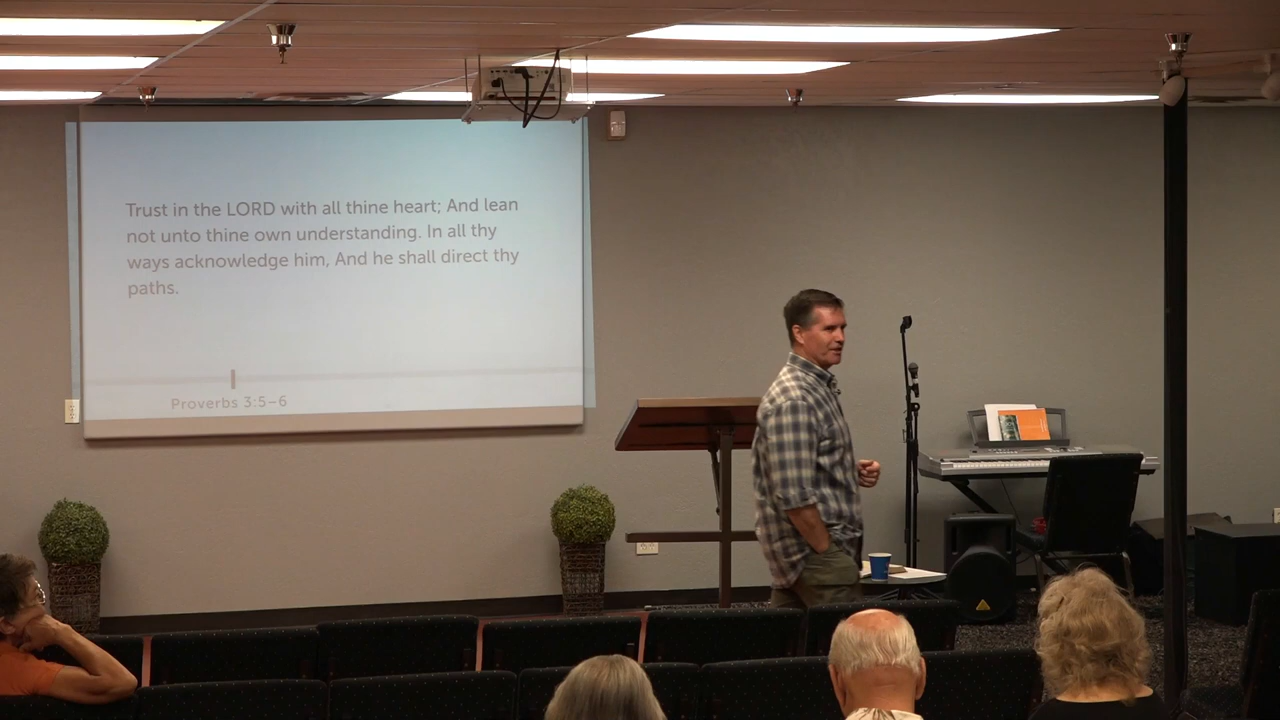 Trust in the LORD with all thine heart; And lean
not unto thine own understanding. In all thy
ways acknowledge him, And he shall direct thy
paths.
Proverbs 3:5–6